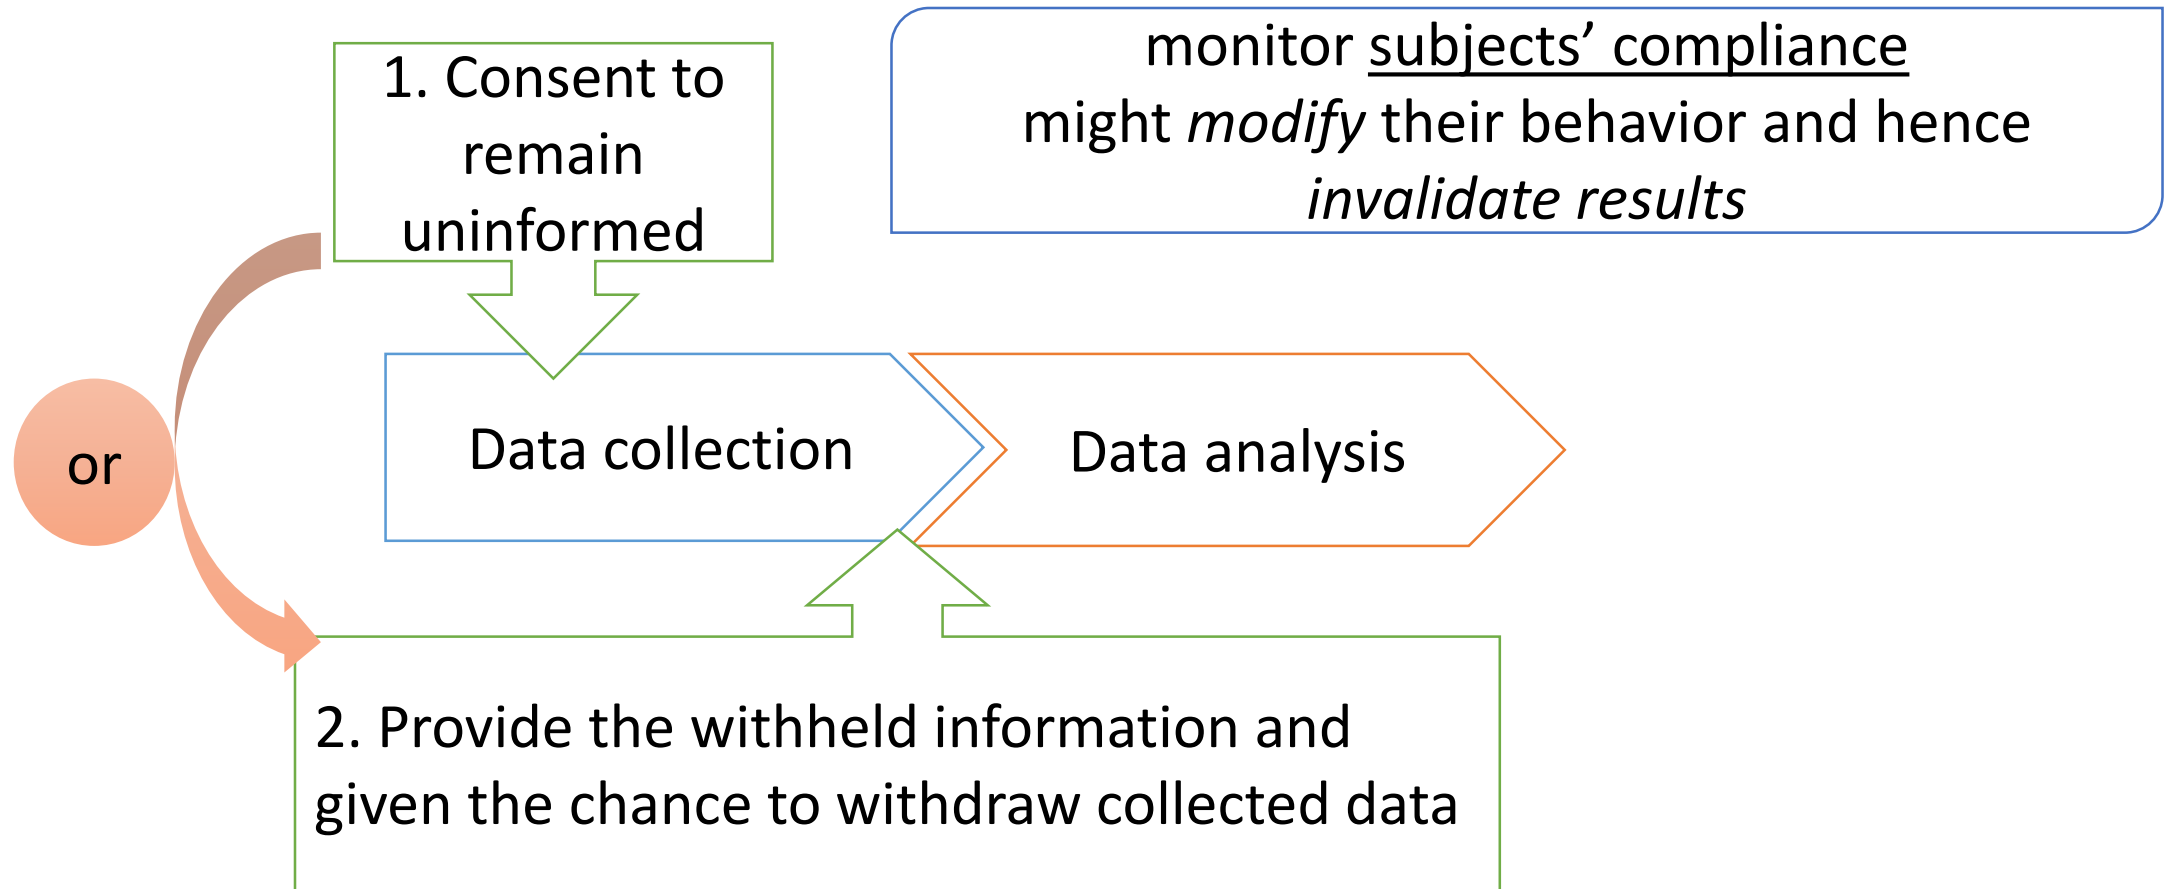 monitor subjects’ compliance
might modify their behavior and hence
invalidate results
1. Consent to
remain
uninformed
or
Data collection
Data analysis
2. Provide the withheld information and
given the chance to withdraw collected data